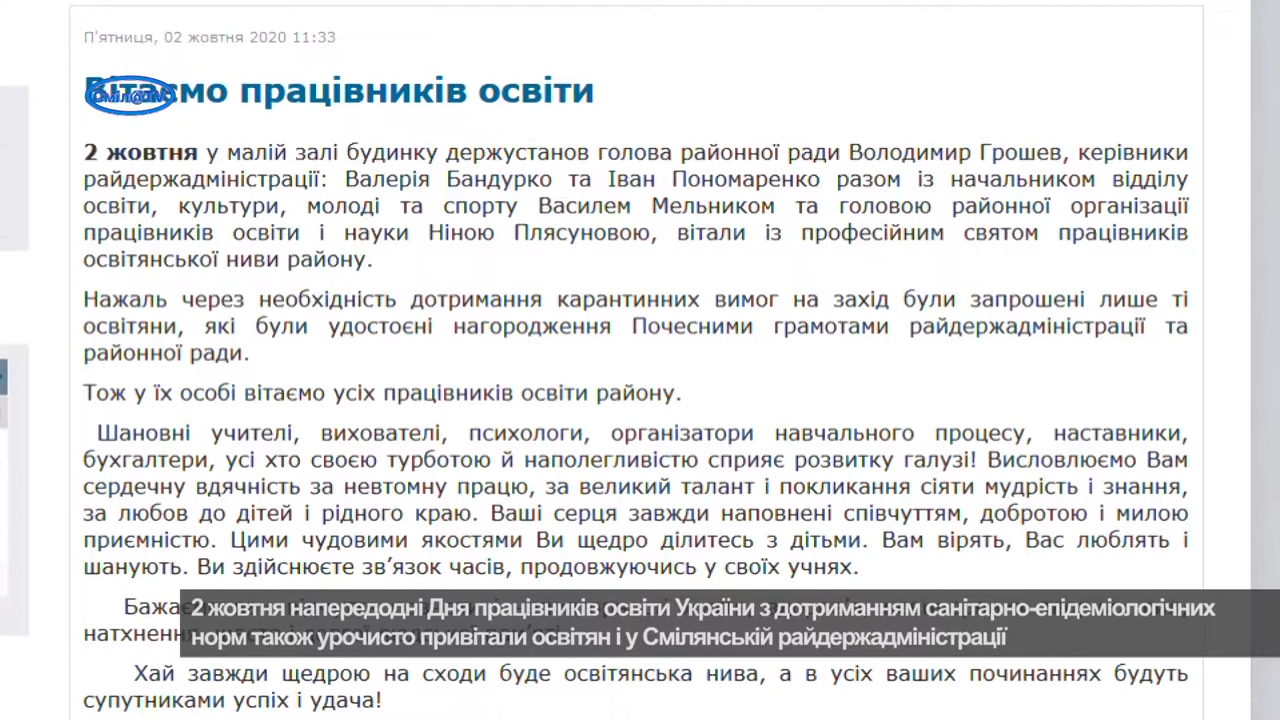 П'ятниця, 02 жовтня 2020 11:33
Вітаємо працівників освіти
2 жовтня у малій залі будинку держустанов голова районної ради Володимир Грошев, керівники
райдержадміністрації: Валерія Бандурко та Іван Пономаренко разом із начальником відділу
освіти, культури, молоді та спорту Василем Мельником та головою районної організації
працівників освіти і науки Ніною Плясуновою, вітали із професійним святом працівників
освітянської ниви району.
Нажаль через необхідність дотримання карантинних вимог на захід були запрошені лише ті
освітяни, які були удостоєні нагородження Почесними грамотами райдержадміністрації та
районної ради.
Тож у їх особі вітаємо усіх працівників освіти району.
Шановні учителі, вихователі, психологи, організатори навчального процесу, наставники,
бухгалтери, усі хто своєю турботою й наполегливістю сприяє розвитку галузі! Висловлюємо Вам
сердечну вдячність за невтомну працю, за великий талант і покликання сіяти мудрість і знання,
за любов до дітей і рідного краю. Ваші серця завжди наповнені співчуттям, добротою і милою
приємністю. Цими чудовими якостями Ви щедро ділитесь з дітьми. Вам вірять, Вас люблять і
шанують. Ви здійснюєте зв’язок часів, продовжуючись у своїх учнях.
2 жовтня напередодні Дня працівників освіти України з дотриманням санітарно-епідеміологічних
норм також урочисто привітали освітян і у Смілянській райдержадміністрації
Хай завжди щедрою на сходи буде освітянська нива, а в усіх ваших починаннях будуть
супутниками успіх і удача!